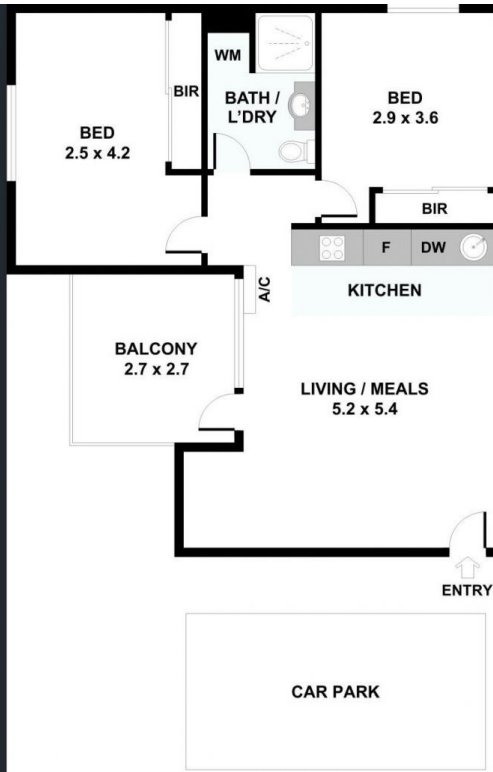 WM
BIR
BATH /
L'DRY
BED
2.5 x 4.2
BED
2.9 x 3.6
BIR
F
DW
KITCHEN
A/C
BALCONY
2.7 x 2.7
LIVING / MEALS
5.2 x 5.4
ENTRY
CAR PARK